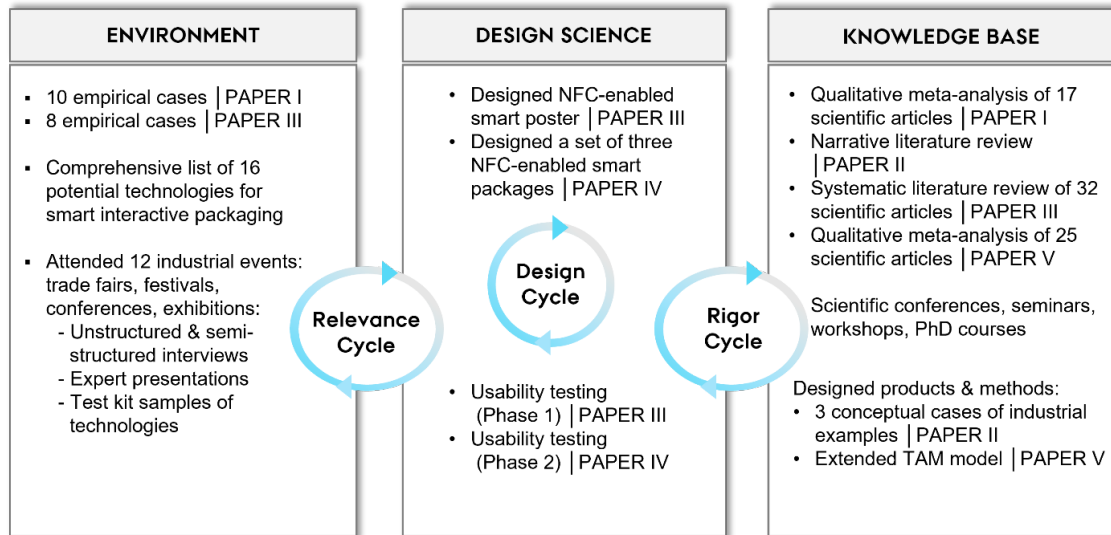 ENVIRONMENT
▪ 10 empirical cases | PAPER I
▪ 8 empirical cases | PAPER III
▪ Comprehensive list of 16
potential technologies for
smart interactive packaging
▪ Attended 12 industrial events:
trade fairs, festivals,
conferences, exhibitions:
- Unstructured & semi-
structured interviews
- Expert presentations
- Test kit samples of
technologies
Relevance
Cycle
DESIGN SCIENCE
• Designed NFC-enabled
smart poster | PAPER III
• Designed a set of three
NFC-enabled smart
packages | PAPER IV
Design
Cycle
• Usability testing
(Phase 1) | PAPER III
• Usability testing
(Phase 2) | PAPER IV
Rigor
Cycle
KNOWLEDGE BASE
• Qualitative meta-analysis of 17
scientific articles | PAPER I
• Narrative literature review
| PAPER II
• Systematic literature review of 32
scientific articles | PAPER III
• Qualitative meta-analysis of 25
scientific articles | PAPER V
Scientific conferences, seminars,
workshops, PhD courses
Designed products & methods:
• 3 conceptual cases of industrial
examples | PAPER II
• Extended TAM model | PAPER V